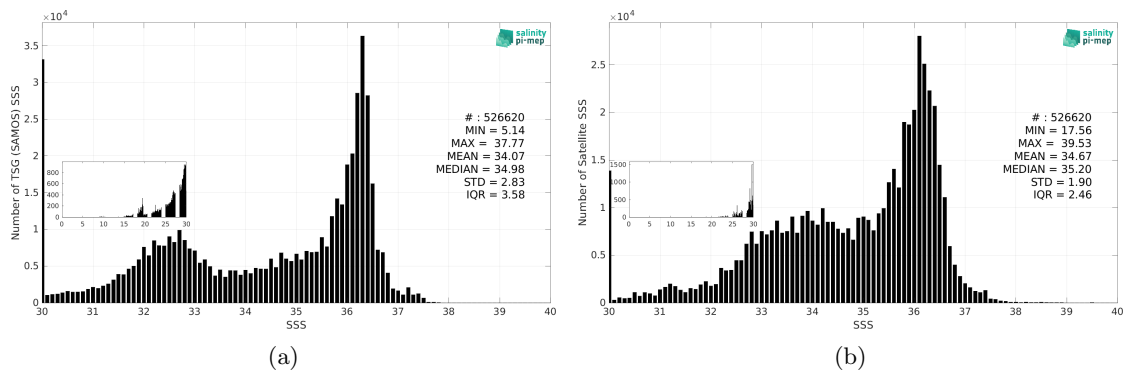 ×10⁴
3.5
3
2.5
2
1.5
1
0.5
0
Number of TSG (SAMOS) SSS
salinity
pi-mep
# : 526620
MIN = 5.14
MAX = 37.77
MEAN = 34.07
MEDIAN = 34.98
STD = 2.83
IQR = 3.58
800
600
400
200
0
0 5 10 15 20 25 30
30 31 32 33 34 35 36 37 38 39 40
SSS
(a)
×10⁴
2.5
2
1.5
1
0.5
0
Number of Satellite SSS
salinity
pi-mep
# : 526620
MIN = 17.56
MAX = 39.53
MEAN = 34.67
MEDIAN = 35.20
STD = 1.90
IQR = 2.46
1500
1000
500
0
0 5 10 15 20 25 30
30 31 32 33 34 35 36 37 38 39 40
SSS
(b)